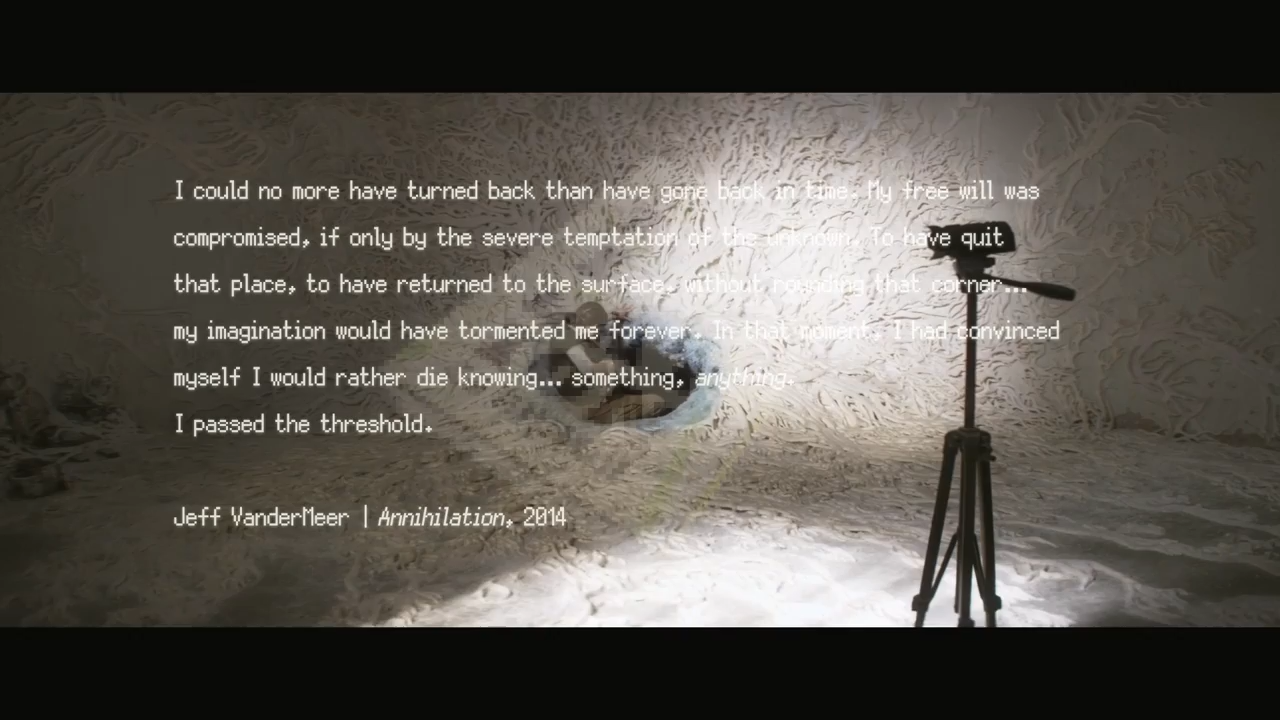 I could no more have turned back than have gone back in time. My free will was
compromised, if only by the severe temptation of the unknown. To have quit
that place, to have returned to the surface, without rounding that corner...
my imagination would have tormented me forever. In that moment, I had convinced
myself I would rather die knowing... something, anything.
I passed the threshold.
Jeff VanderMeer | Annihilation, 2014